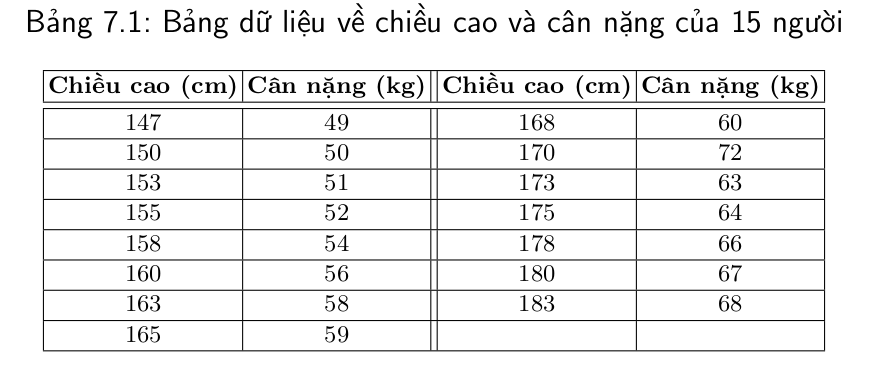 Bảng 7.1: Bảng dữ liệu về chiều cao và cân nặng của 15 người
Chiều cao (cm) Cân nặng (kg) Chiều cao (cm) Cân nặng (kg)
147 49 168 60
150 50 170 72
153 51 173 63
155 52 175 64
158 54 178 66
160 56 180 67
163 58 183 68
165 59